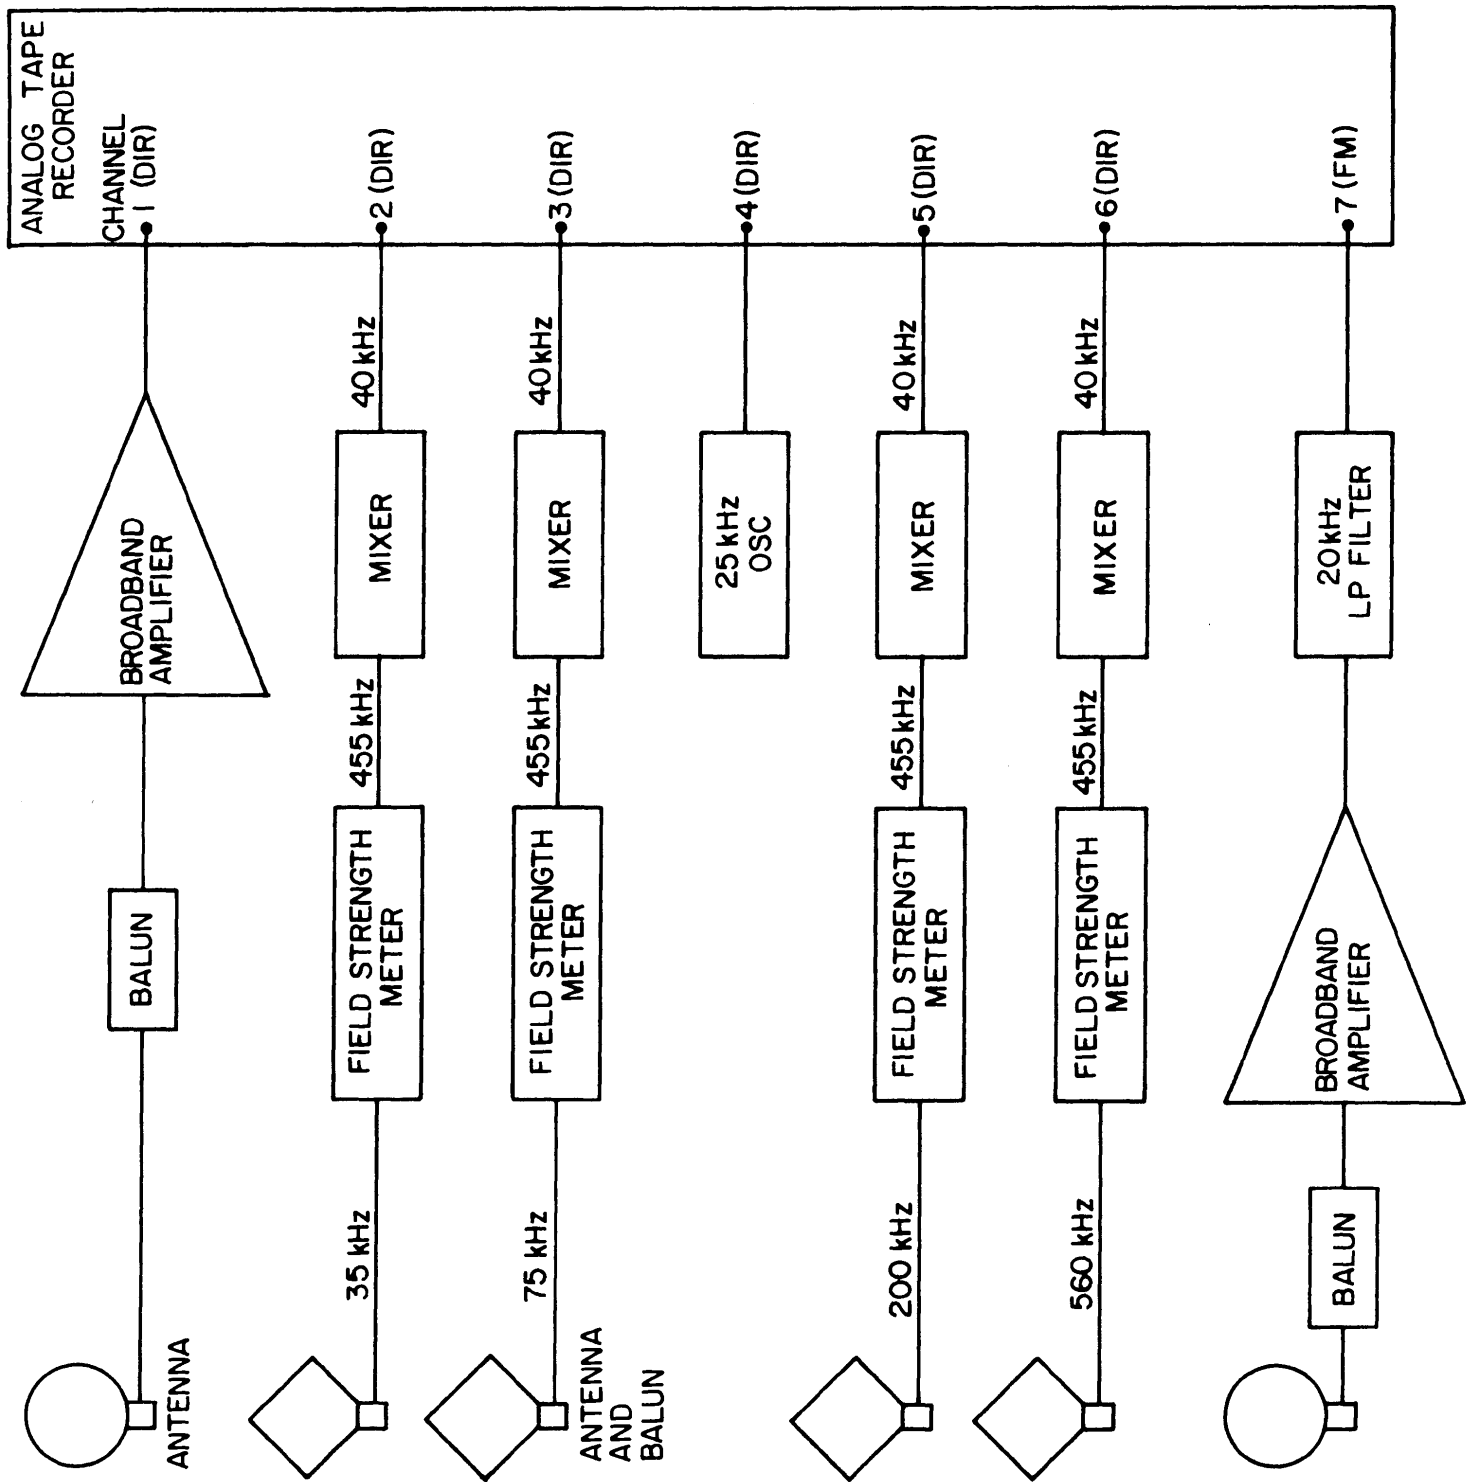 ANALOG TAPE
RECORDER
CHANNEL
1 (DIR)
BROADBAND
AMPLIFIER
BALUN
ANTENNA
2 (DIR)
40 kHz
MIXER
455 kHz
FIELD STRENGTH
METER
35 kHz
3 (DIR)
40 kHz
MIXER
455 kHz
FIELD STRENGTH
METER
75 kHz
ANTENNA
AND
BALUN
4 (DIR)
25 kHz
OSC
5 (DIR)
40 kHz
MIXER
455 kHz
FIELD STRENGTH
METER
200 kHz
6 (DIR)
40 kHz
MIXER
455 kHz
FIELD STRENGTH
METER
560 kHz
7 (FM)
20 kHz
LP FILTER
BROADBAND
AMPLIFIER
BALUN